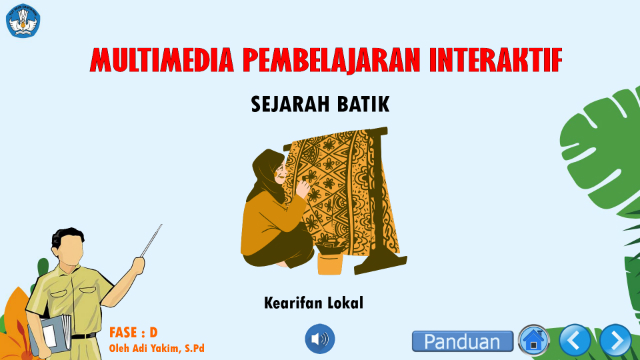 MULTIMEDIA PEMBELAJARAN INTERAKTIF
SEJARAH BATIK
Kearifan Lokal
FASE : D
Oleh Adi Yakim, S.Pd
Panduan